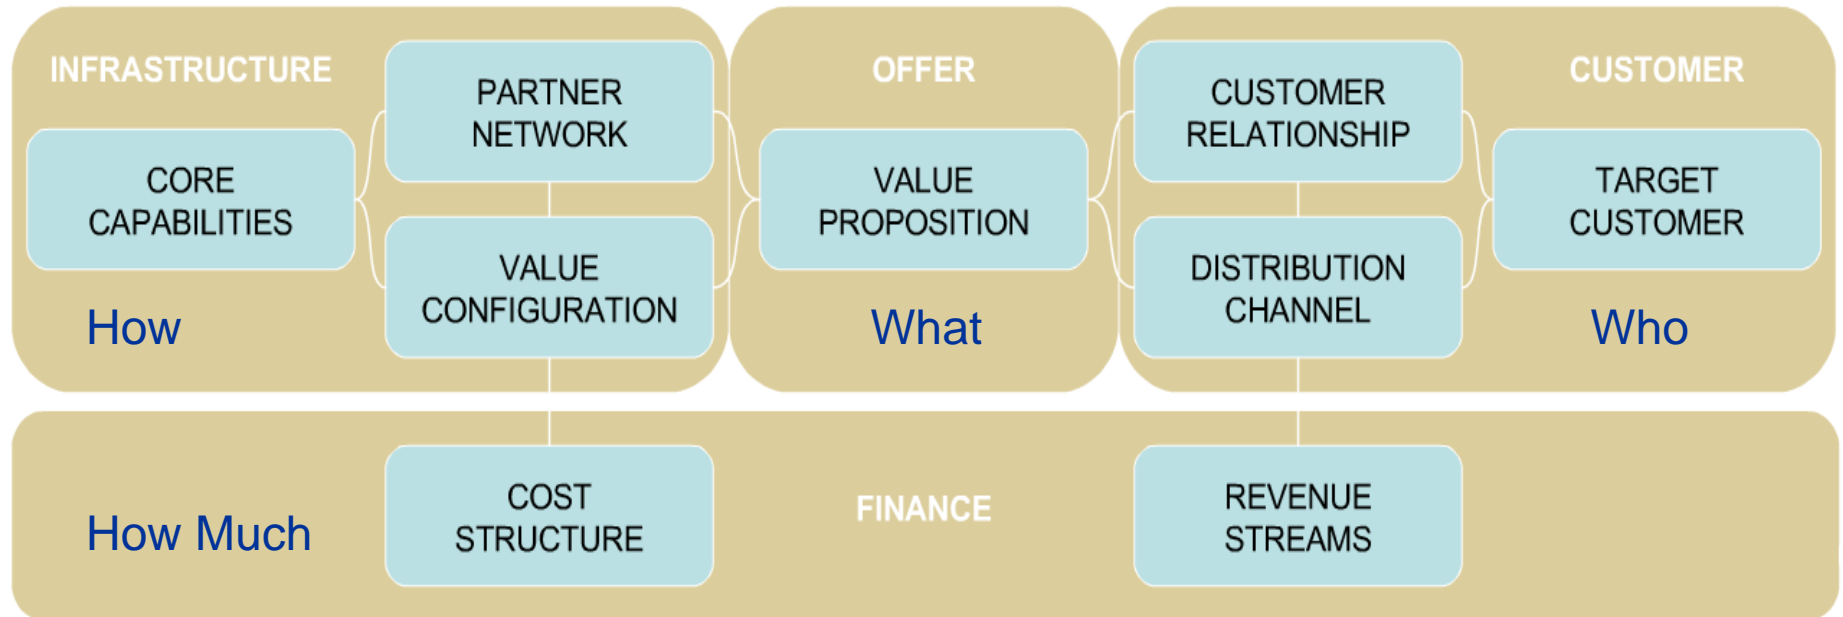 INFRASTRUCTURE
CORE
CAPABILITIES
How
PARTNER
NETWORK
VALUE
CONFIGURATION
OFFER
VALUE
PROPOSITION
What
CUSTOMER
RELATIONSHIP
DISTRIBUTION
CHANNEL
CUSTOMER
TARGET
CUSTOMER
Who
How Much
COST
STRUCTURE
FINANCE
REVENUE
STREAMS